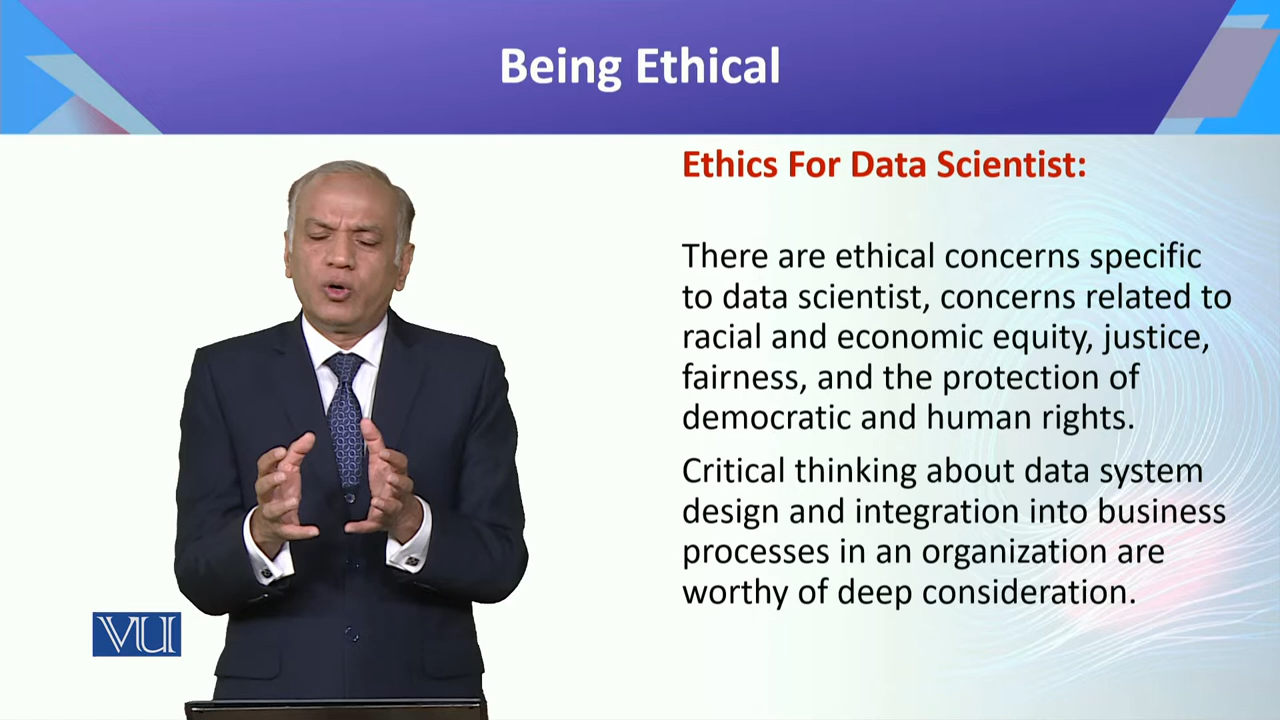 Being Ethical
Ethics For Data Scientist:
There are ethical concerns specific
to data scientist, concerns related to
racial and economic equity, justice,
fairness, and the protection of
democratic and human rights.
Critical thinking about data system
design and integration into business
processes in an organization are
worthy of deep consideration.
VU